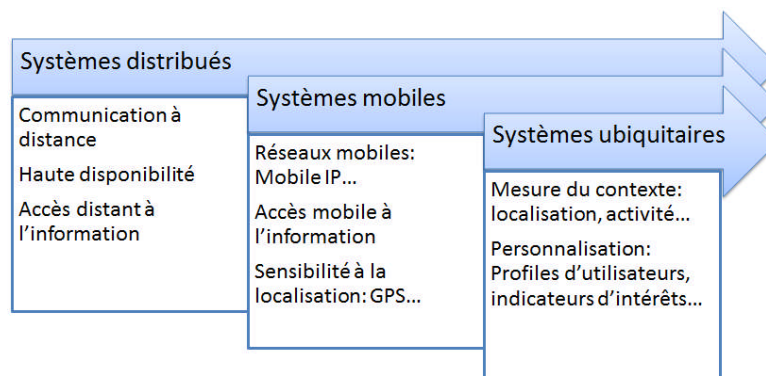 Systèmes distribués
Communication à
distance
Haute disponibilité
Accès distant à
l'information
Systèmes mobiles
Réseaux mobiles:
Mobile IP...
Accès mobile à
l'information
Sensibilité à la
localisation: GPS...
Systèmes ubiquitaires
Mesure du contexte:
localisation, activité...
Personnalisation:
Profiles d'utilisateurs,
indicateurs d'intérêts...